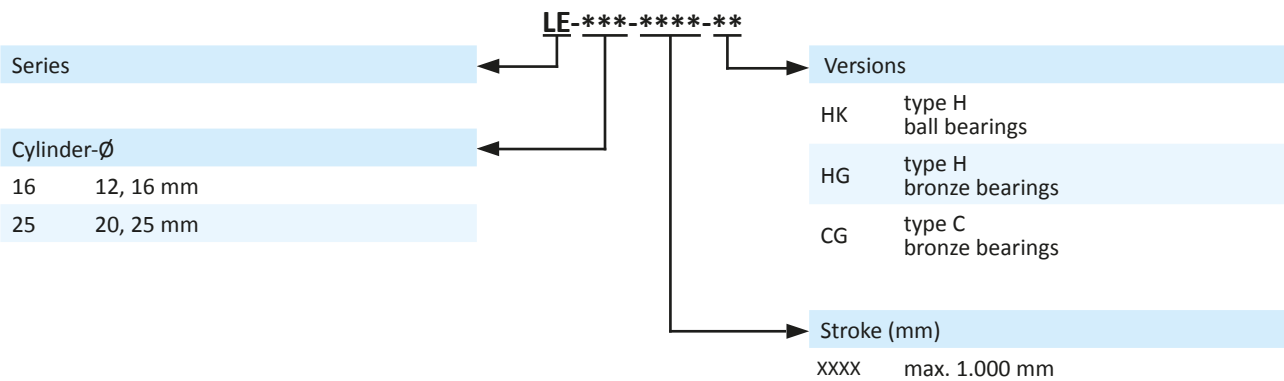 LE-***-****-**
Series
Cylinder-Ø
16 12, 16 mm
25 20, 25 mm
Versions
HK type H
ball bearings
HG type H
bronze bearings
CG type C
bronze bearings
Stroke (mm)
XXXX max. 1.000 mm